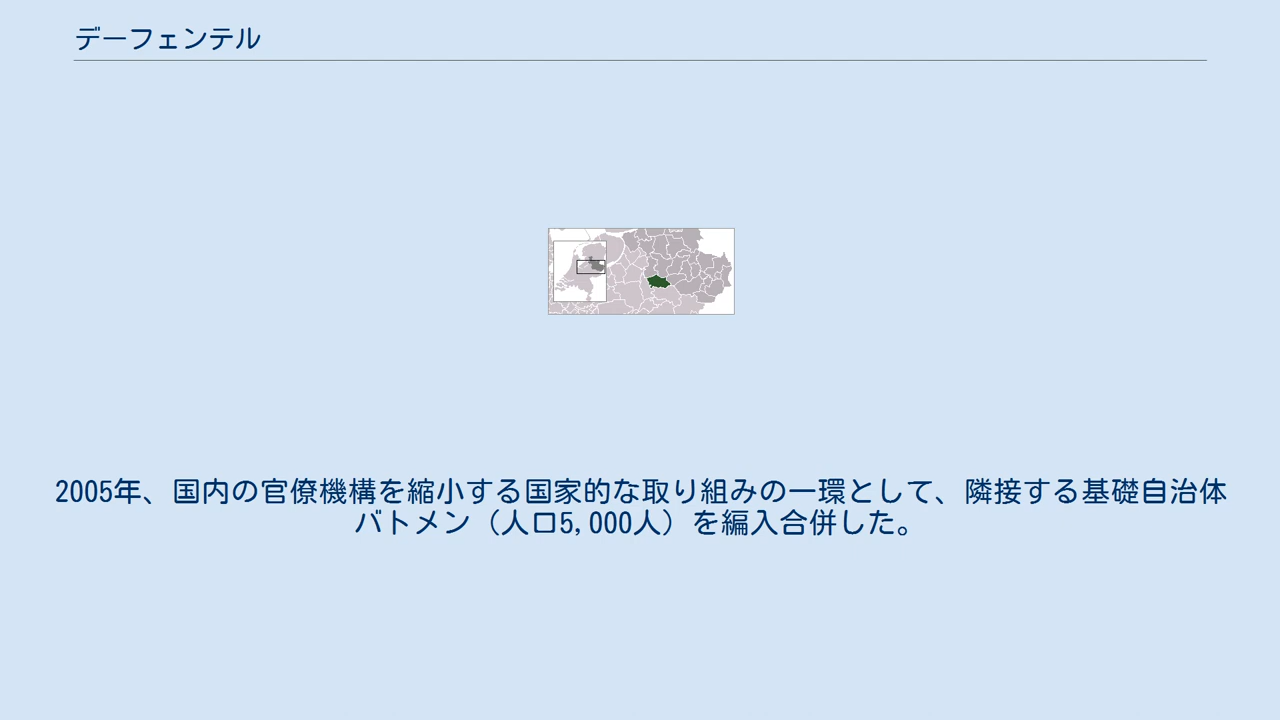 デーフェンテル
2005年、国内の官僚機構を縮小する国家的な取り組みの一環として、隣接する基礎自治体
バトメン（人口5,000人）を編入合併した。